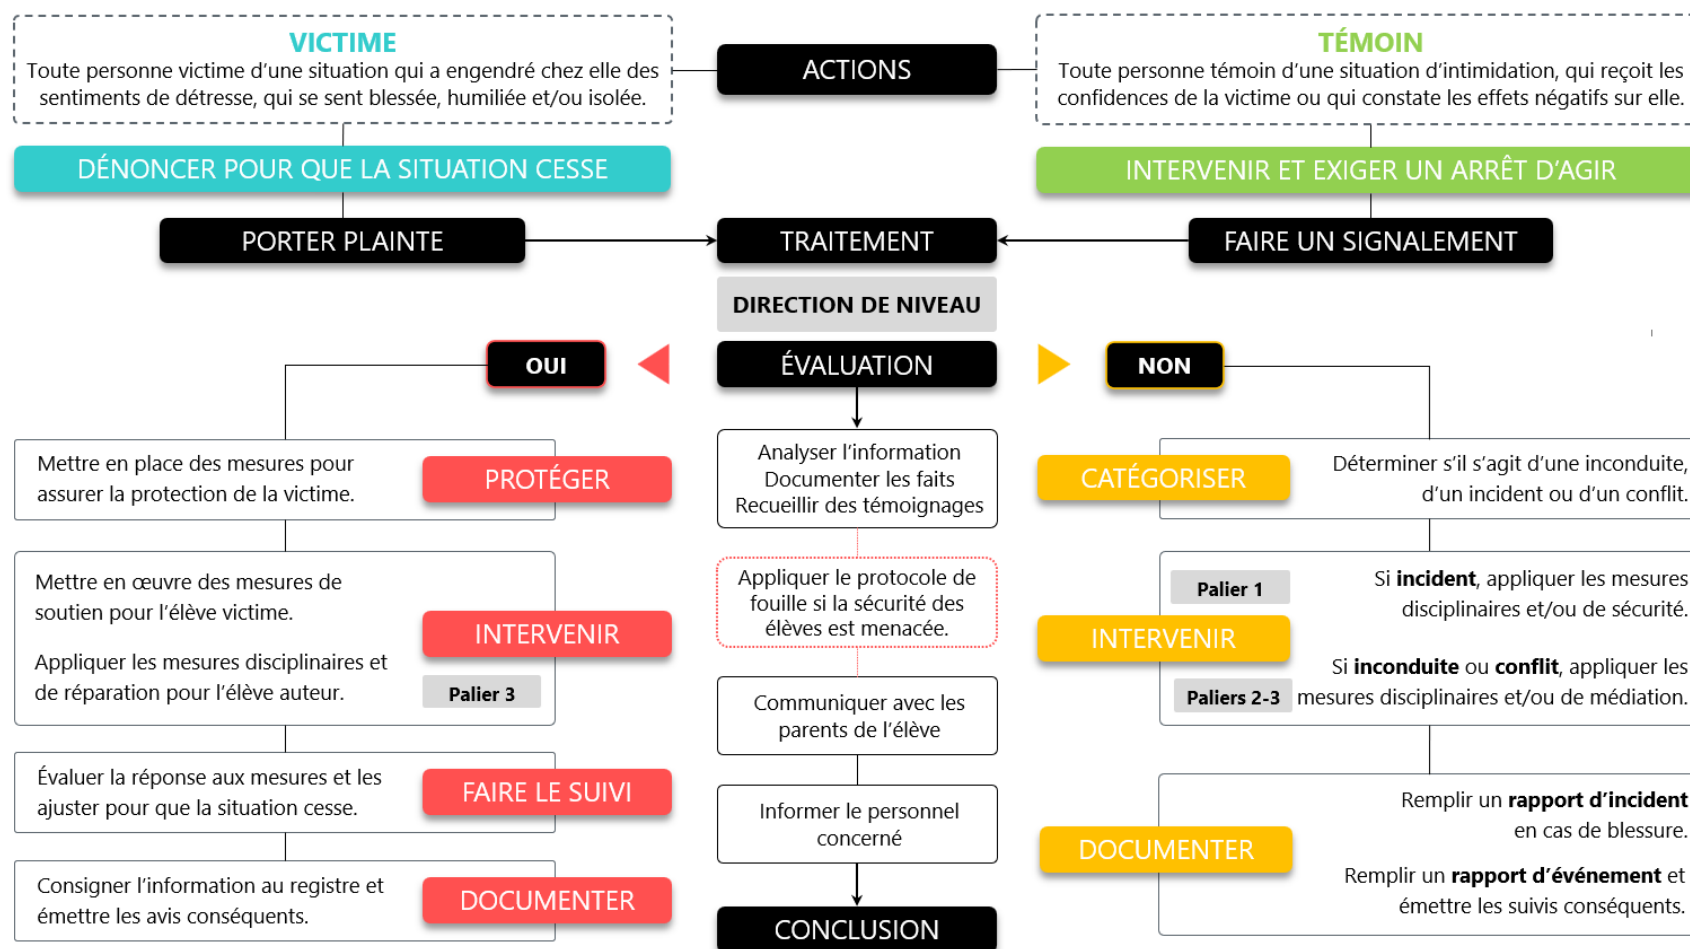 VICTIME
Toute personne victime d’une situation qui a engendré chez elle des
sentiments de détresse, qui se sent blessée, humiliée et/ou isolée.
ACTIONS
TÉMOIN
Toute personne témoin d’une situation d’intimidation, qui reçoit les
confidences de la victime ou qui constate les effets négatifs sur elle.
DÉNONCER POUR QUE LA SITUATION CESSE
INTERVENIR ET EXIGER UN ARRÊT D’AGIR
PORTER PLAINTE
TRAITEMENT
FAIRE UN SIGNALEMENT
DIRECTION DE NIVEAU
OUI
ÉVALUATION
NON
Mettre en place des mesures pour
assurer la protection de la victime.
PROTÉGER
Mettre en œuvre des mesures de
soutien pour l’élève victime.
Appliquer les mesures disciplinaires et
de réparation pour l’élève auteur.
INTERVENIR
Palier 3
Évaluer la réponse aux mesures et les
ajuster pour que la situation cesse.
FAIRE LE SUIVI
Consigner l’information au registre et
émettre les avis conséquents.
DOCUMENTER
Analyser l’information
Documenter les faits
Recueillir des témoignages
Appliquer le protocole de
fouille si la sécurité des
élèves est menacée.
Communiquer avec les
parents de l’élève
Informer le personnel
concerné
CONCLUSION
CATÉGORISER
Déterminer s’il s’agit d’une inconduite,
d’un incident ou d’un conflit.
INTERVENIR
Palier 1
Si incident, appliquer les mesures
disciplinaires et/ou de sécurité.
Si inconduite ou conflit, appliquer les
Paliers 2-3
mesures disciplinaires et/ou de médiation.
DOCUMENTER
Remplir un rapport d’incident
en cas de blessure.
Remplir un rapport d’événement et
émettre les suivis conséquents.